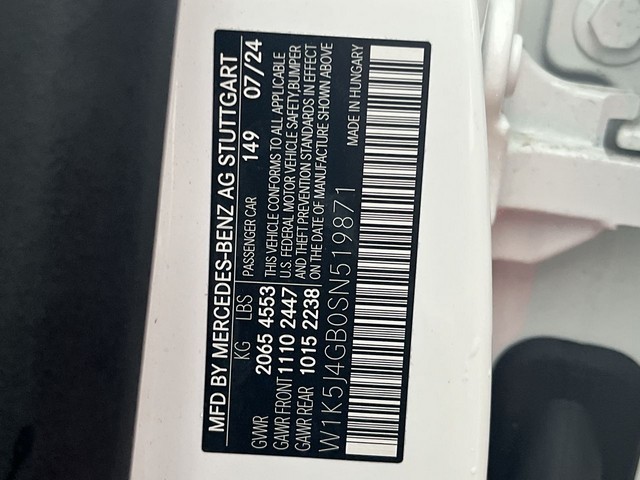 MFD BY MERCEDES-BENZ AG STUTTGART
KG LBS PASSENGER CAR 149 07/24
GVWR 2065 4553 THIS VEHICLE CONFORMS TO ALL APPLICABLE
GAWR FRONT 1110 2447 U.S. FEDERAL MOTOR VEHICLE SAFETY,BUMPER
GAWR REAR 1015 2238 AND THEFT PREVENTION STANDARDS IN EFFECT
ON THE DATE OF MANUFACTURE SHOWN ABOVE
W1K5J4GB0SN519871 MADE IN HUNGARY